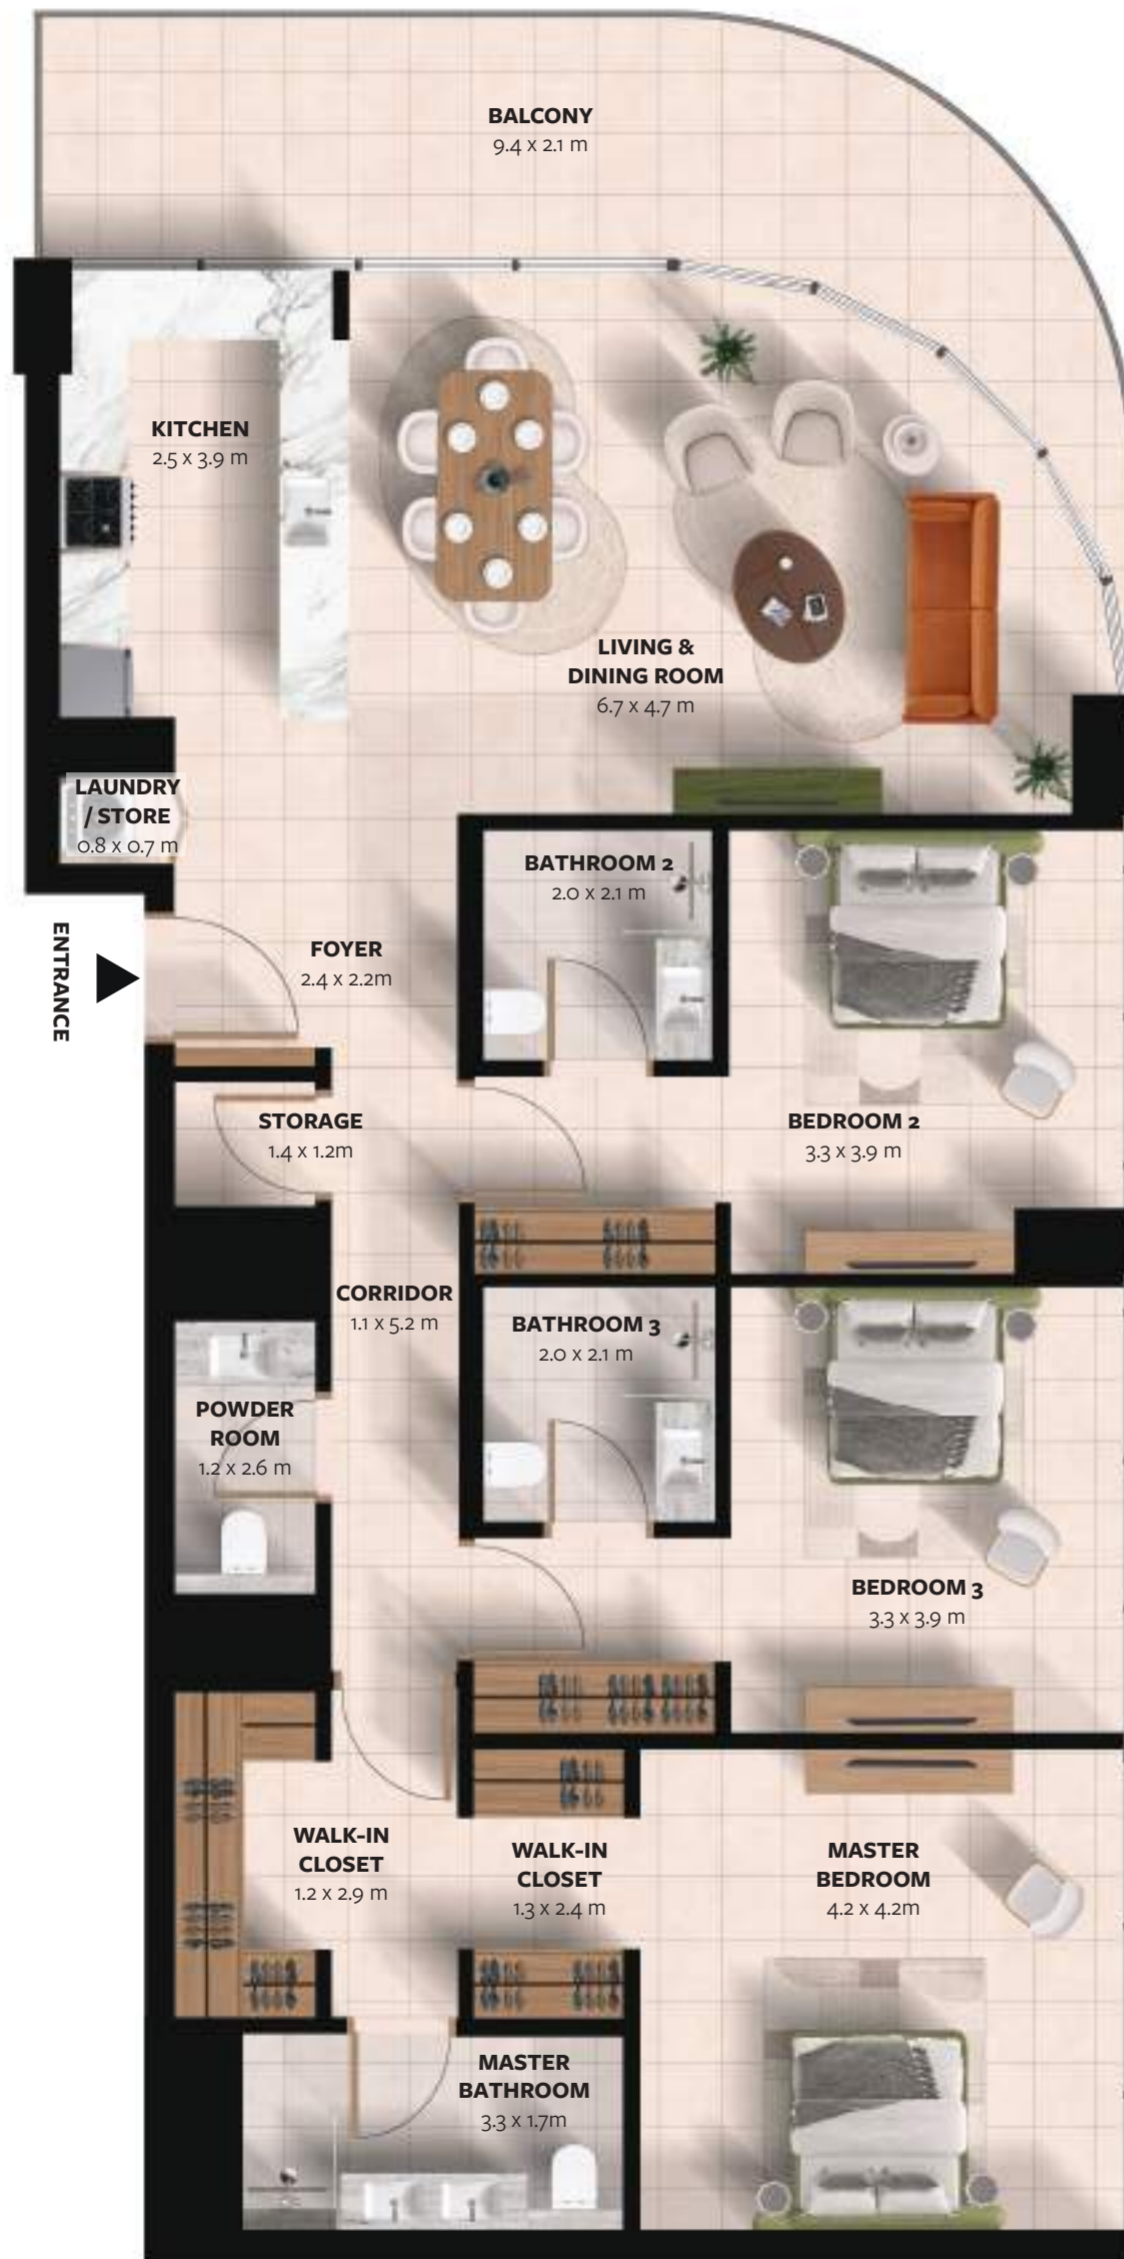 BALCONY
9.4 x 2.1 m
KITCHEN
2.5 x 3.9 m
LIVING &
DINING ROOM
6.7 x 4.7 m
LAUNDRY
/ STORE
0.8 x 0.7 m
BATHROOM 2
2.0 x 2.1 m
ENTRANCE
FOYER
2.4 x 2.2m
STORAGE
1.4 x 1.2m
BEDROOM 2
3.3 x 3.9 m
CORRIDOR
1.1 x 5.2 m
BATHROOM 3
2.0 x 2.1 m
POWDER
ROOM
1.2 x 2.6 m
BEDROOM 3
3.3 x 3.9 m
WALK-IN
CLOSET
1.2 x 2.9 m
WALK-IN
CLOSET
1.3 x 2.4 m
MASTER
BEDROOM
4.2 x 4.2m
MASTER
BATHROOM
3.3 x 1.7m